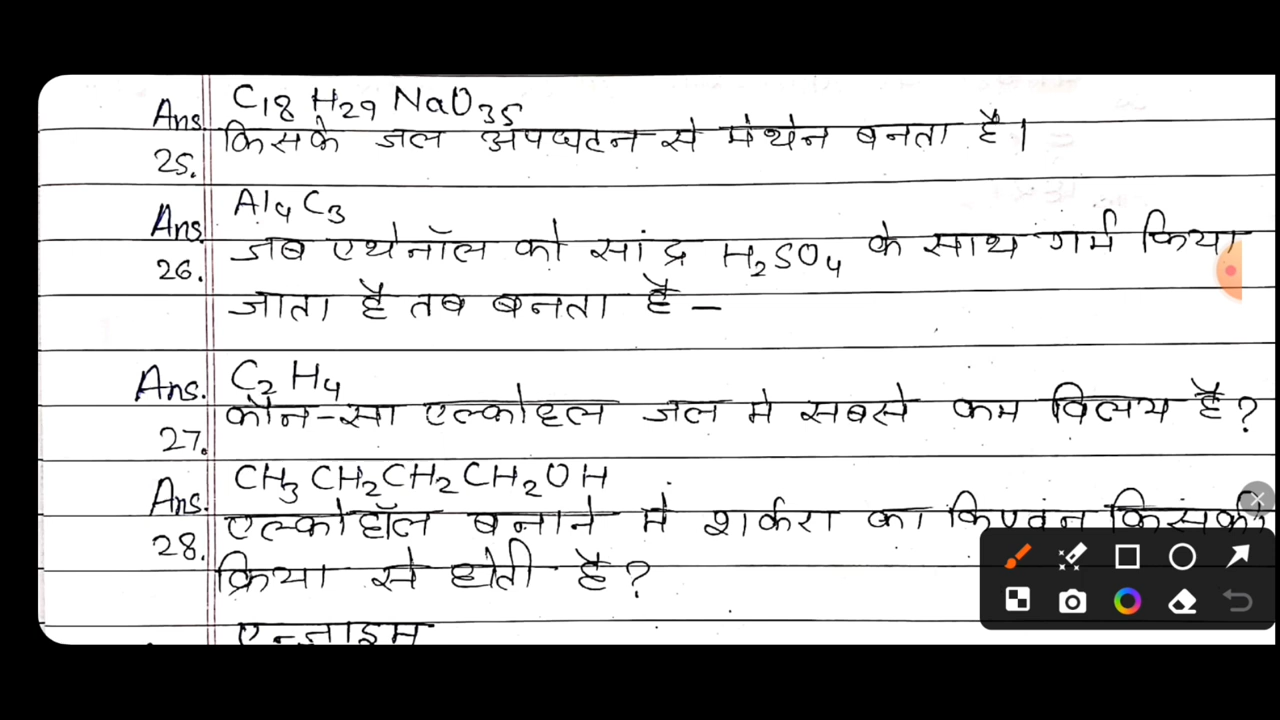 Ans. C18 H29 NaO3S
25. किसके जल अपघटन से मेथेन बनता है।
Ans. Al4 C3
26. जब एथेनॉल को सांद्र H2SO4 के साथ गर्म किया
जाता है तब बनता है –
Ans. C2 H4
27. कौन-सा एल्कोहल जल मे सबसे कम विलय है?
Ans. CH3 CH2 CH2 CH2 OH
28. एल्कोहॉल बनाने मे शर्करा का किण्वन किसकी
क्रिया से होती है?
एन्जाइम